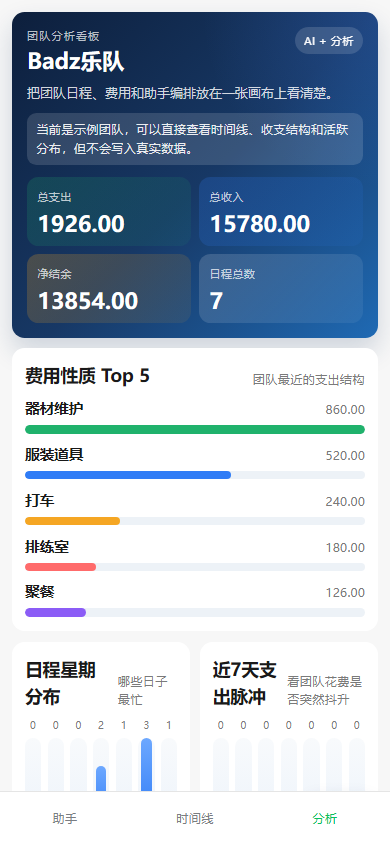 团队分析看板
AI + 分析
Badz乐队
把团队日程、费用和助手编排放在一张画布上看清楚。
当前是示例团队，可以直接查看时间线、收支结构和活跃
分布，但不会写入真实数据。
总支出
1926.00
总收入
15780.00
净结余
13854.00
日程总数
7
费用性质 Top 5
团队最近的支出结构
器材维护
860.00
服装道具
520.00
打车
240.00
排练室
180.00
聚餐
126.00
日程星期
分布
哪些日子
最忙
0 0 0 2 1 3 1
近7天支
出脉冲
看团队花费是
否突然抖升
0 0 0 0 0 0 0
助手
时间线
分析